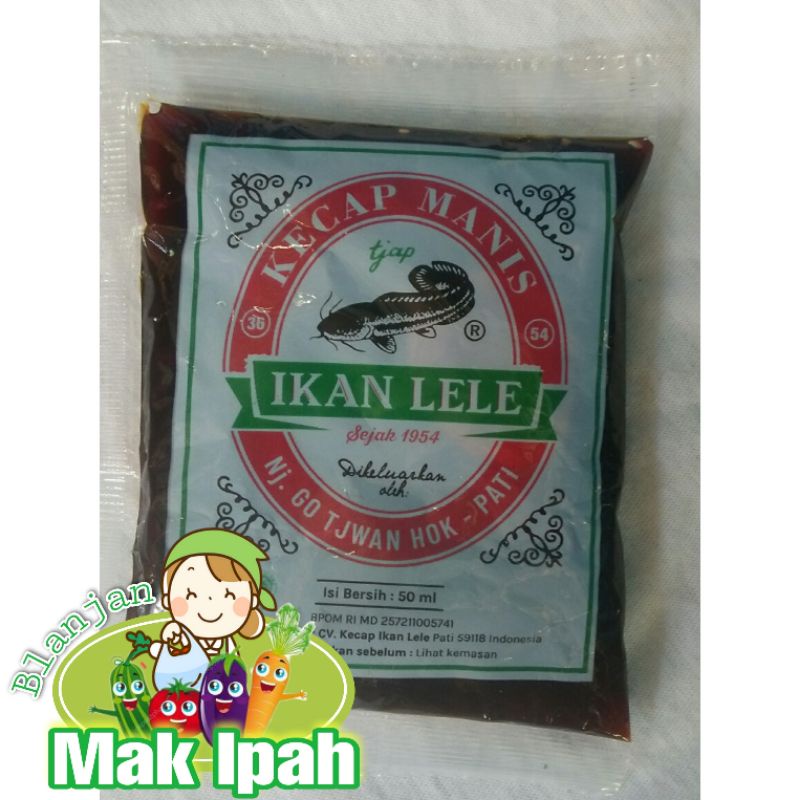 KECAP MANIS
tjap
®
36
54
IKAN LELE
Sejak 1954
Dikeluarkan
oleh:
Nj. GO TJWAN HOK - PATI
Isi Bersih : 50 ml
BPOM RI MD 257211005741
CV. Kecap Ikan Lele Pati 59118 Indonesia
sebelum : Lihat kemasan
Blanjan
Mak Ipah